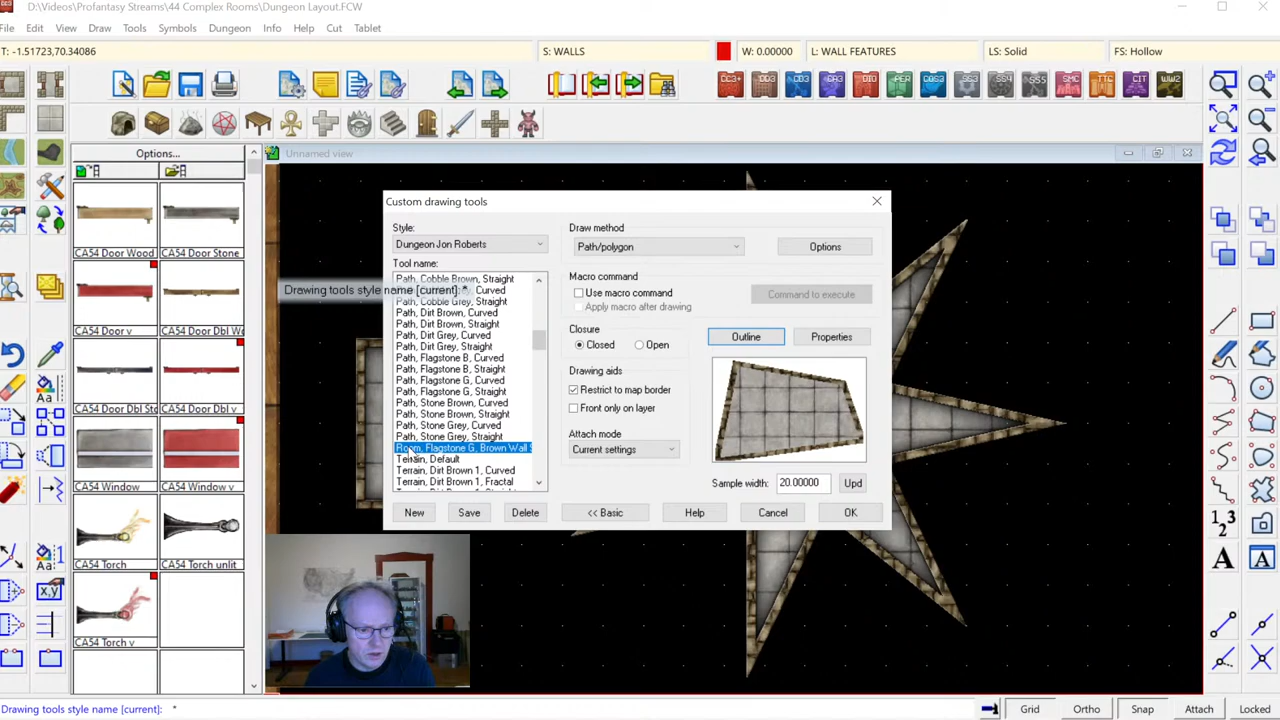 D:\Videos\Profantasy Streams\44 Complex Rooms\Dungeon Layout.FCW
File Edit View Draw Tools Symbols Dungeon Info Help Cut Tablet
T: -1.51723,70.34086
S: WALLS
W: 0.00000
L: WALL FEATURES
LS: Solid
FS: Hollow
Options...
Unnamed view
CA54 Door Wood
CA54 Door Stone
CA54 Door v
CA54 Door Dbl
CA54 Door Dbl
CA54 Door Dbl v
CA54 Window
CA54 Window v
CA54 Torch
CA54 Torch unlit
CA54 Torch v
Custom drawing tools
Style:
Dungeon Jon Roberts
Tool name:
Path, Cobble Brown, Straight
Curved
Drawing tools style name [current]: *
Path, Cobble Grey, Straight
Path, Dirt Brown, Curved
Path, Dirt Brown, Straight
Path, Dirt Grey, Curved
Path, Dirt Grey, Straight
Path, Flagstone B, Curved
Path, Flagstone B, Straight
Path, Flagstone G, Curved
Path, Flagstone G, Straight
Path, Stone Brown, Curved
Path, Stone Brown, Straight
Path, Stone Grey, Curved
Path, Stone Grey, Straight
Room, Flagstone G, Brown Wall
Terrain, Default
Terrain, Dirt Brown 1, Curved
Terrain, Dirt Brown 1, Fractal
New
Save
Delete
<< Basic
Help
Cancel
OK
Draw method
Path/polygon
Options
Macro command
Use macro command
Command to execute
Apply macro after drawing
Closure
Closed
Open
Outline
Properties
Drawing aids
Restrict to map border
Front only on layer
Attach mode
Current settings
Sample width:
20.00000
Upd
Drawing tools style name [current]: *
Grid
Ortho
Snap
Attach
Locked